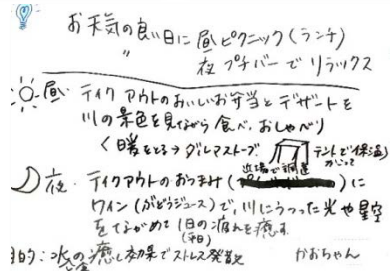 お天気の良い日に 昼 ピクニック(ランチ)
〃 夜 プチバーで リラックス
昼・テイクアウトのおいしいお弁当とデザートを
川の景色を見ながら食べ、おしゃべり
く暖をとる→ダルマストーブ
テントで保温
近場で調達
夜・テイクアウトのおつまみ( )に
ワイン(ぶどうジュース)で、川にうつった光や星空
をながめて1日の疲れを癒す
(平日)
目的:水の癒し効果でストレス発散
かおちゃん